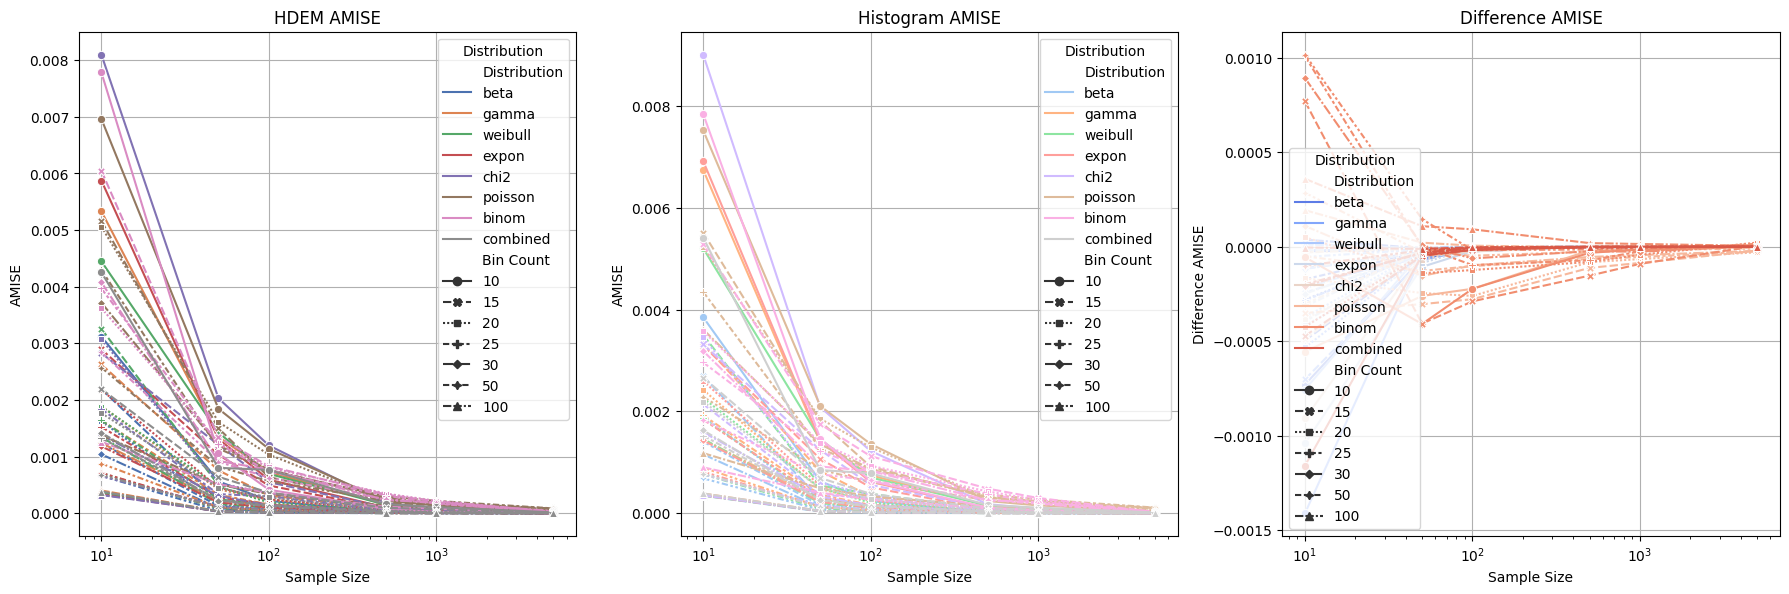 HDEM AMISE
AMISE
0.008
0.007
0.006
0.005
0.004
0.003
0.002
0.001
0.000
10¹
10²
10³
Sample Size
Distribution
Distribution
beta
gamma
weibull
expon
chi2
poisson
binom
combined
Bin Count
10
15
20
25
30
50
100
Histogram AMISE
AMISE
0.008
0.006
0.004
0.002
0.000
10¹
10²
10³
Sample Size
Distribution
Distribution
beta
gamma
weibull
expon
chi2
poisson
binom
combined
Bin Count
10
15
20
25
30
50
100
Difference AMISE
Difference AMISE
0.0010
0.0005
0.0000
−0.0005
−0.0010
−0.0015
10¹
10²
10³
Sample Size
Distribution
Distribution
beta
gamma
weibull
expon
chi2
poisson
binom
combined
Bin Count
10
15
20
25
30
50
100